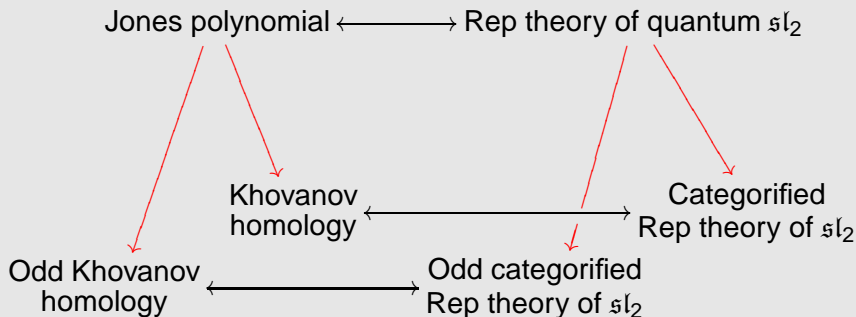 Jones polynomial Rep theory of quantum 𝔰𝔩₂
Khovanov
homology
Categorified
Rep theory of 𝔰𝔩₂
Odd Khovanov
homology
Odd categorified
Rep theory of 𝔰𝔩₂